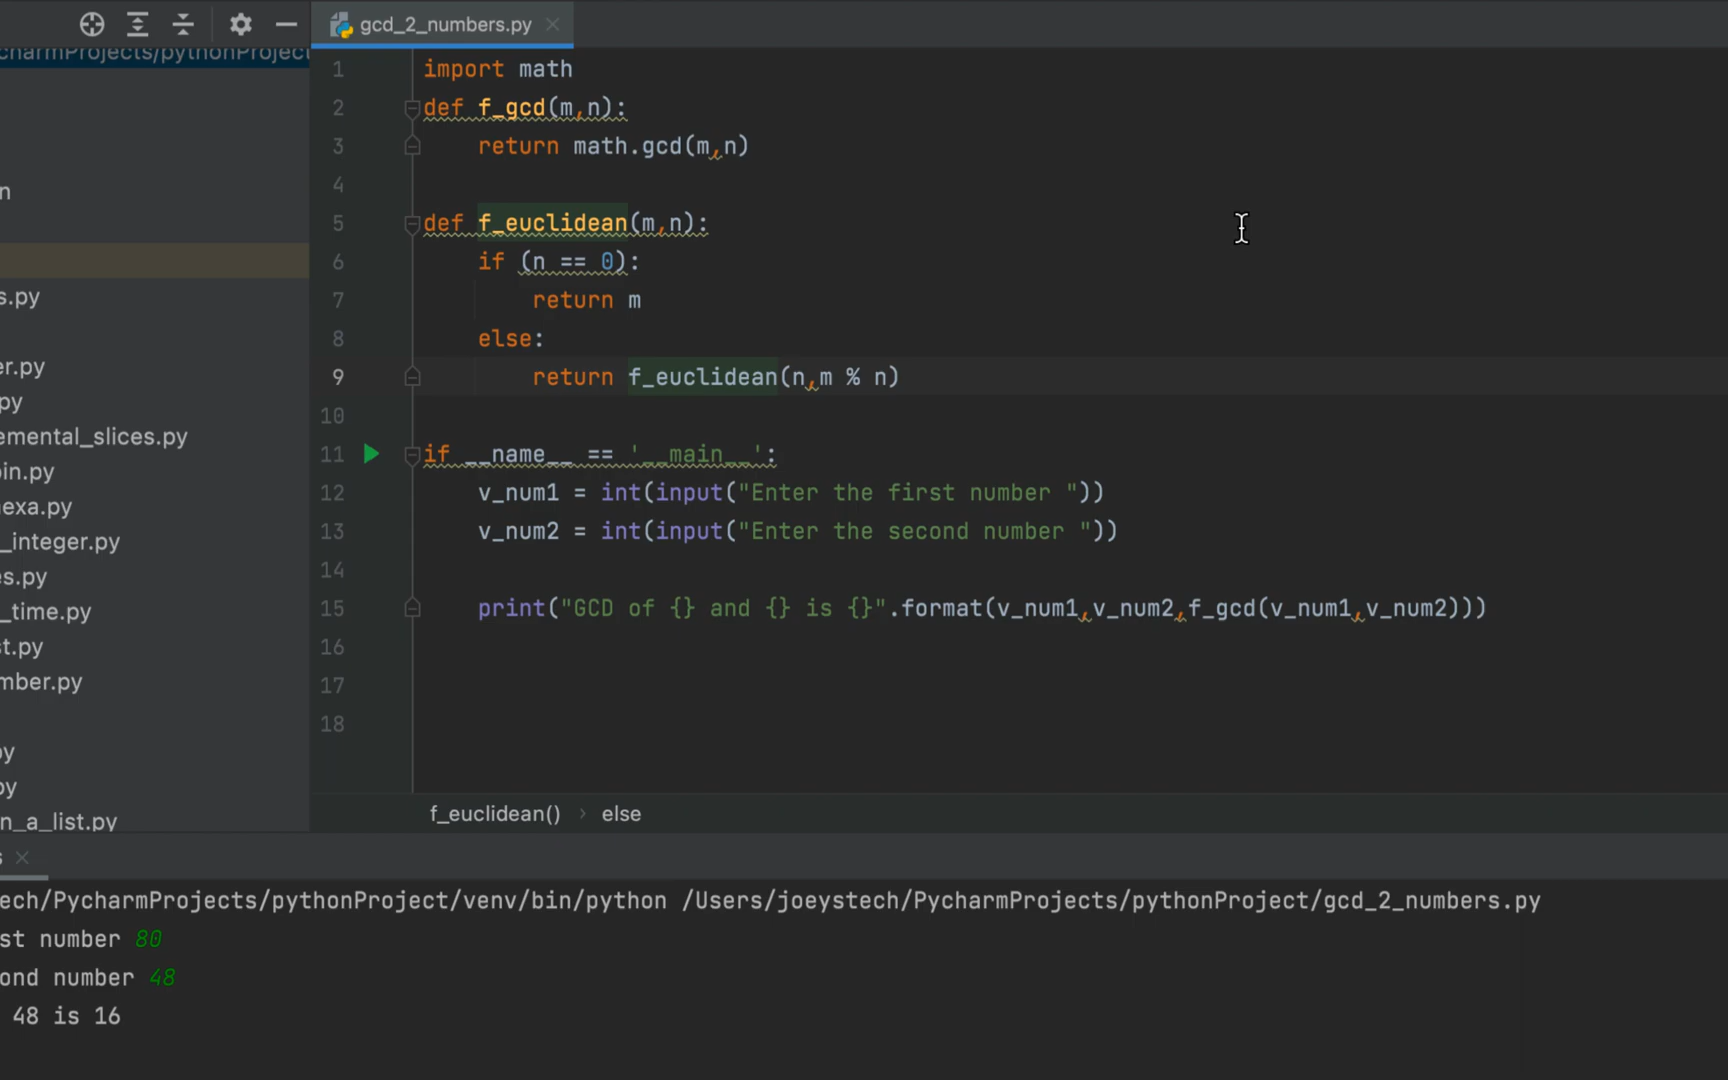 gcd_2_numbers.py
charmProjects/pythonProject
n
s.py
er.py
py
emental_slices.py
bin.py
exa.py
_integer.py
es.py
_time.py
st.py
mber.py
py
py
n_a_list.py
1 import math
2 def f_gcd(m,n):
3 return math.gcd(m,n)
4
5 def f_euclidean(m,n):
6 if (n == 0):
7 return m
8 else:
9 return f_euclidean(n,m % n)
10
11 if __name__ == '__main__':
12 v_num1 = int(input("Enter the first number "))
13 v_num2 = int(input("Enter the second number "))
14
15 print("GCD of {} and {} is {}".format(v_num1,v_num2,f_gcd(v_num1,v_num2)))
16
17
18
f_euclidean() › else
s
ech/PycharmProjects/pythonProject/venv/bin/python /Users/joeystech/PycharmProjects/pythonProject/gcd_2_numbers.py
st number 80
ond number 48
48 is 16